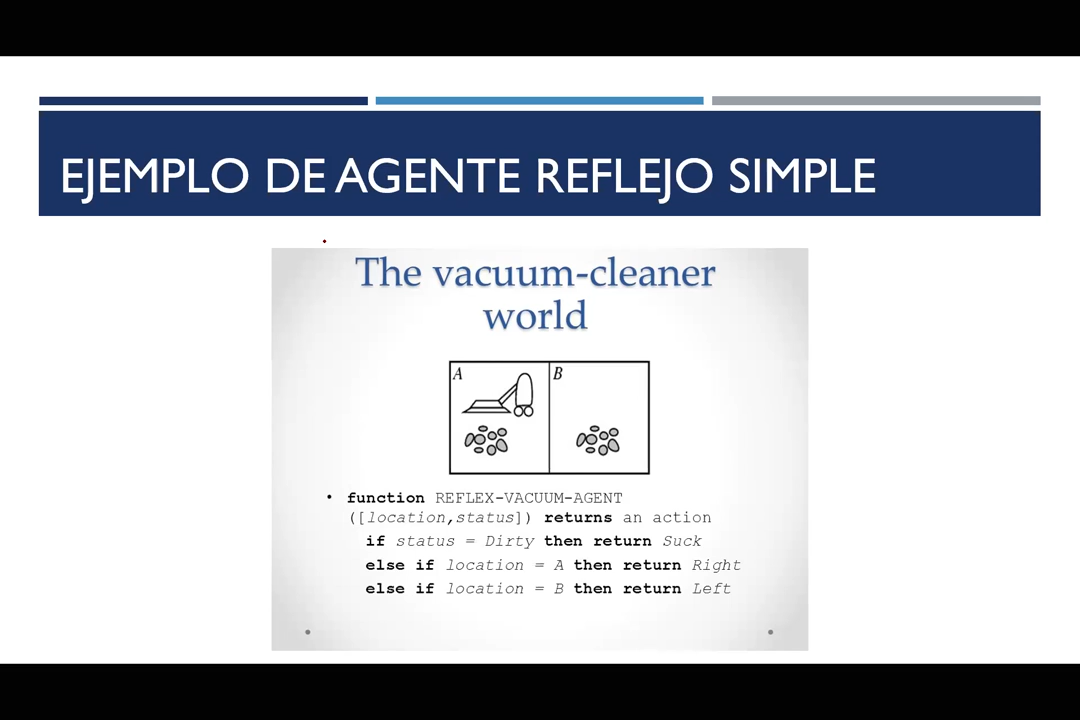 EJEMPLO DE AGENTE REFLEJO SIMPLE
The vacuum-cleaner
world
A
B
• function REFLEX-VACUUM-AGENT
([location,status]) returns an action
if status = Dirty then return Suck
else if location = A then return Right
else if location = B then return Left